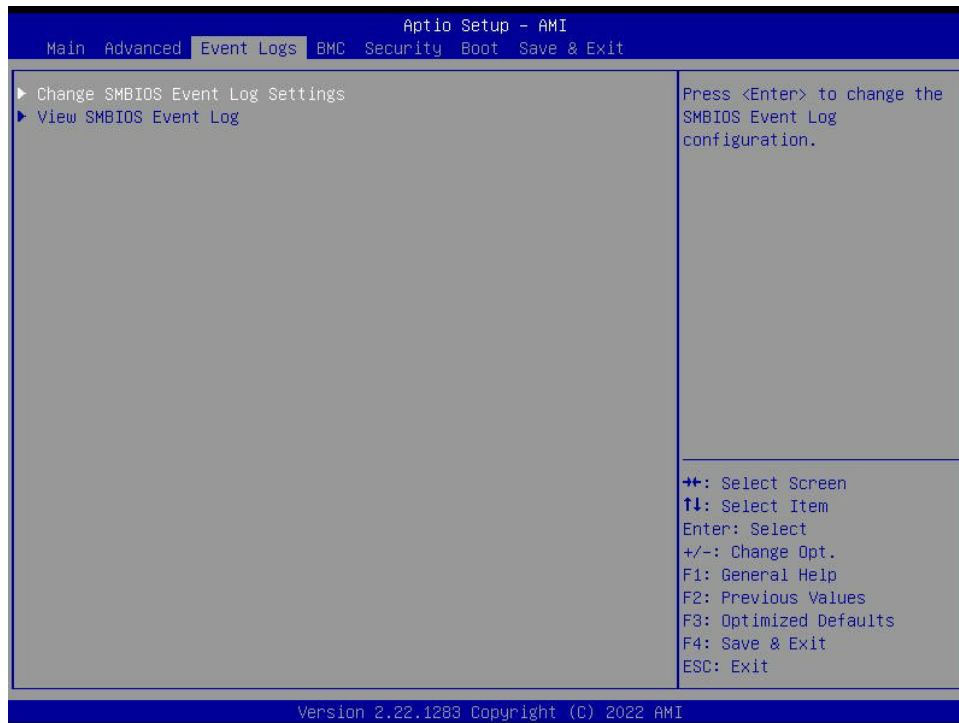 Aptio Setup – AMI
Main Advanced Event Logs BMC Security Boot Save & Exit
▶ Change SMBIOS Event Log Settings
▶ View SMBIOS Event Log
Press <Enter> to change the
SMBIOS Event Log
configuration.
→←: Select Screen
↑↓: Select Item
Enter: Select
+/-: Change Opt.
F1: General Help
F2: Previous Values
F3: Optimized Defaults
F4: Save & Exit
ESC: Exit
Version 2.22.1283 Copyright (C) 2022 AMI